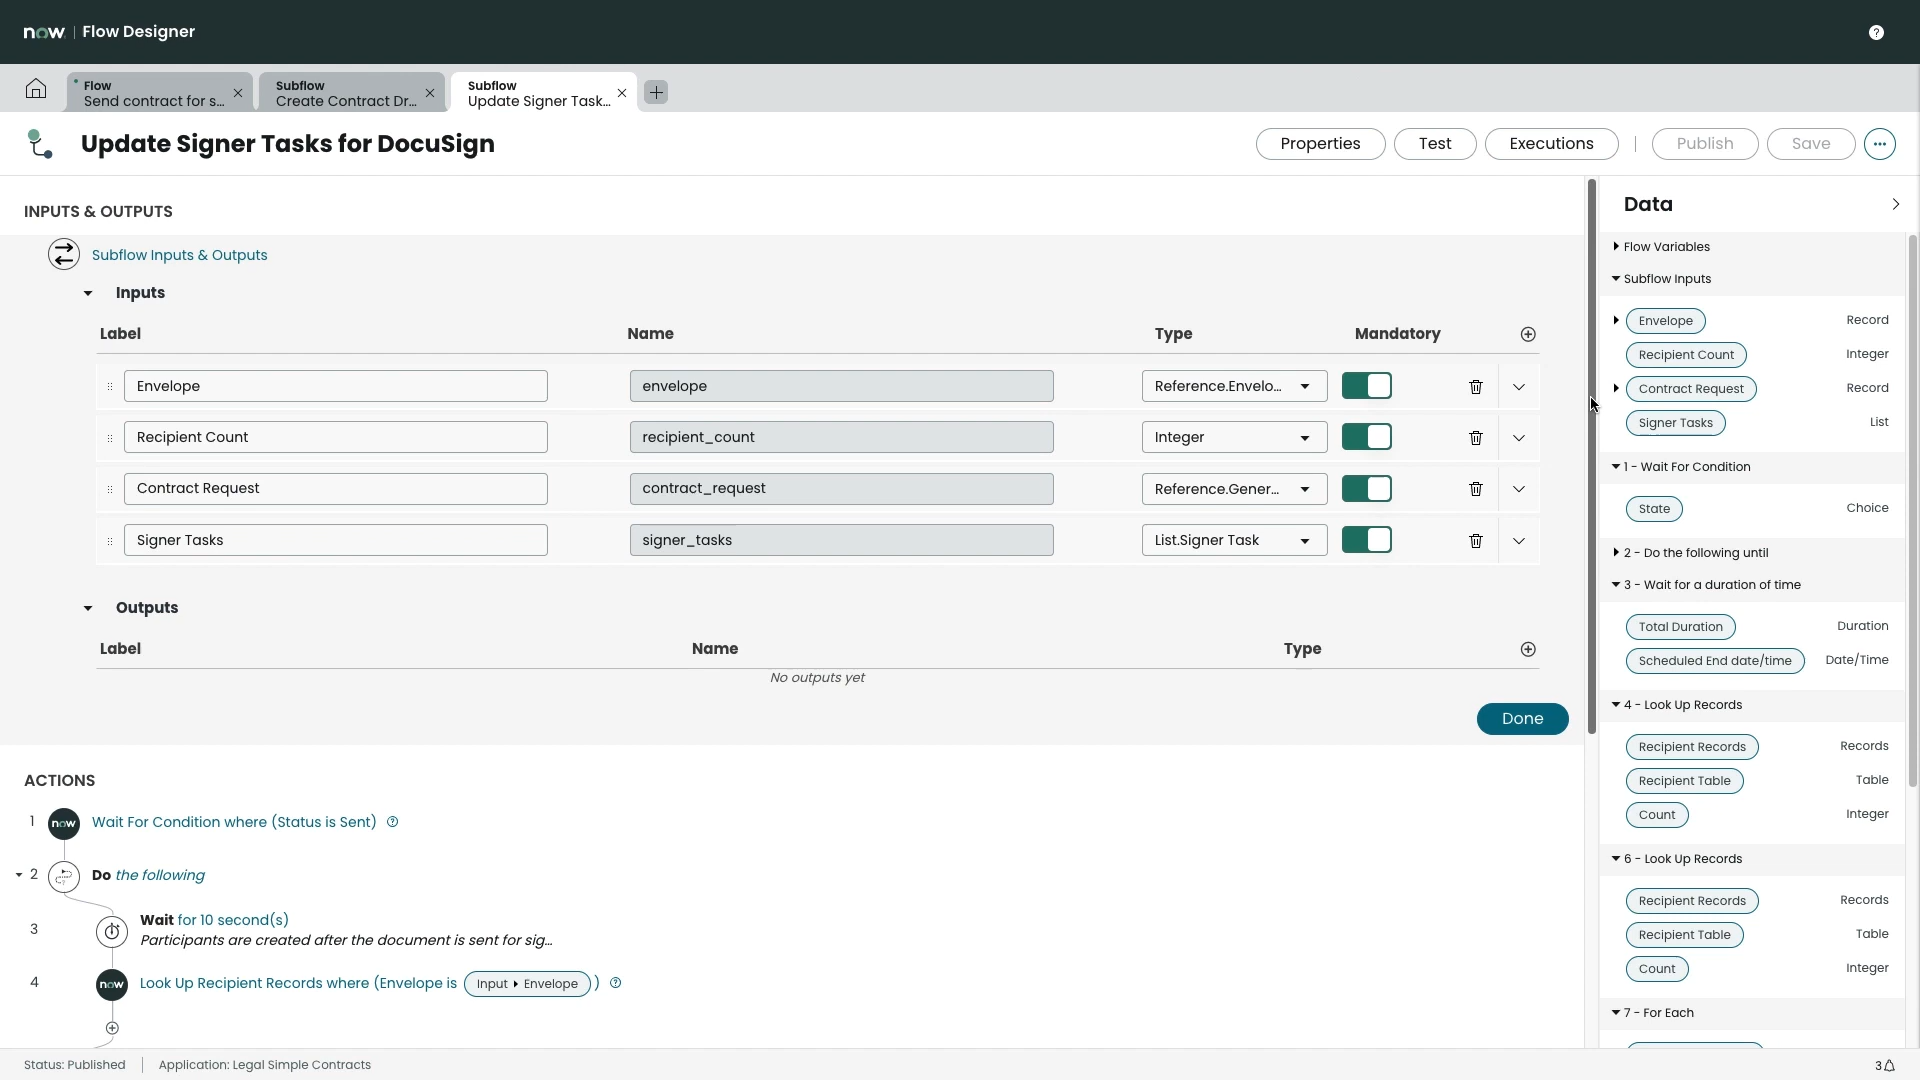 now | Flow Designer
Flow
Send contract for s...
Subflow
Create Contract Dr...
Subflow
Update Signer Task...
Update Signer Tasks for DocuSign
Properties
Test
Executions
Publish
Save
INPUTS & OUTPUTS
Subflow Inputs & Outputs
Inputs
Label Name Type Mandatory
Envelope envelope Reference.Envelo...
Recipient Count recipient_count Integer
Contract Request contract_request Reference.Gener...
Signer Tasks signer_tasks List.Signer Task
Outputs
Label Name Type
No outputs yet
Done
ACTIONS
1 now Wait For Condition where (Status is Sent)
2 Do the following
3 Wait for 10 second(s)
Participants are created after the document is sent for sig...
4 now Look Up Recipient Records where (Envelope is Input Envelope )
Data
Flow Variables
Subflow Inputs
Envelope Record
Recipient Count Integer
Contract Request Record
Signer Tasks List
1 - Wait For Condition
State Choice
2 - Do the following until
3 - Wait for a duration of time
Total Duration Duration
Scheduled End date/time Date/Time
4 - Look Up Records
Recipient Records Records
Recipient Table Table
Count Integer
6 - Look Up Records
Recipient Records Records
Recipient Table Table
Count Integer
7 - For Each
Status: Published | Application: Legal Simple Contracts
3